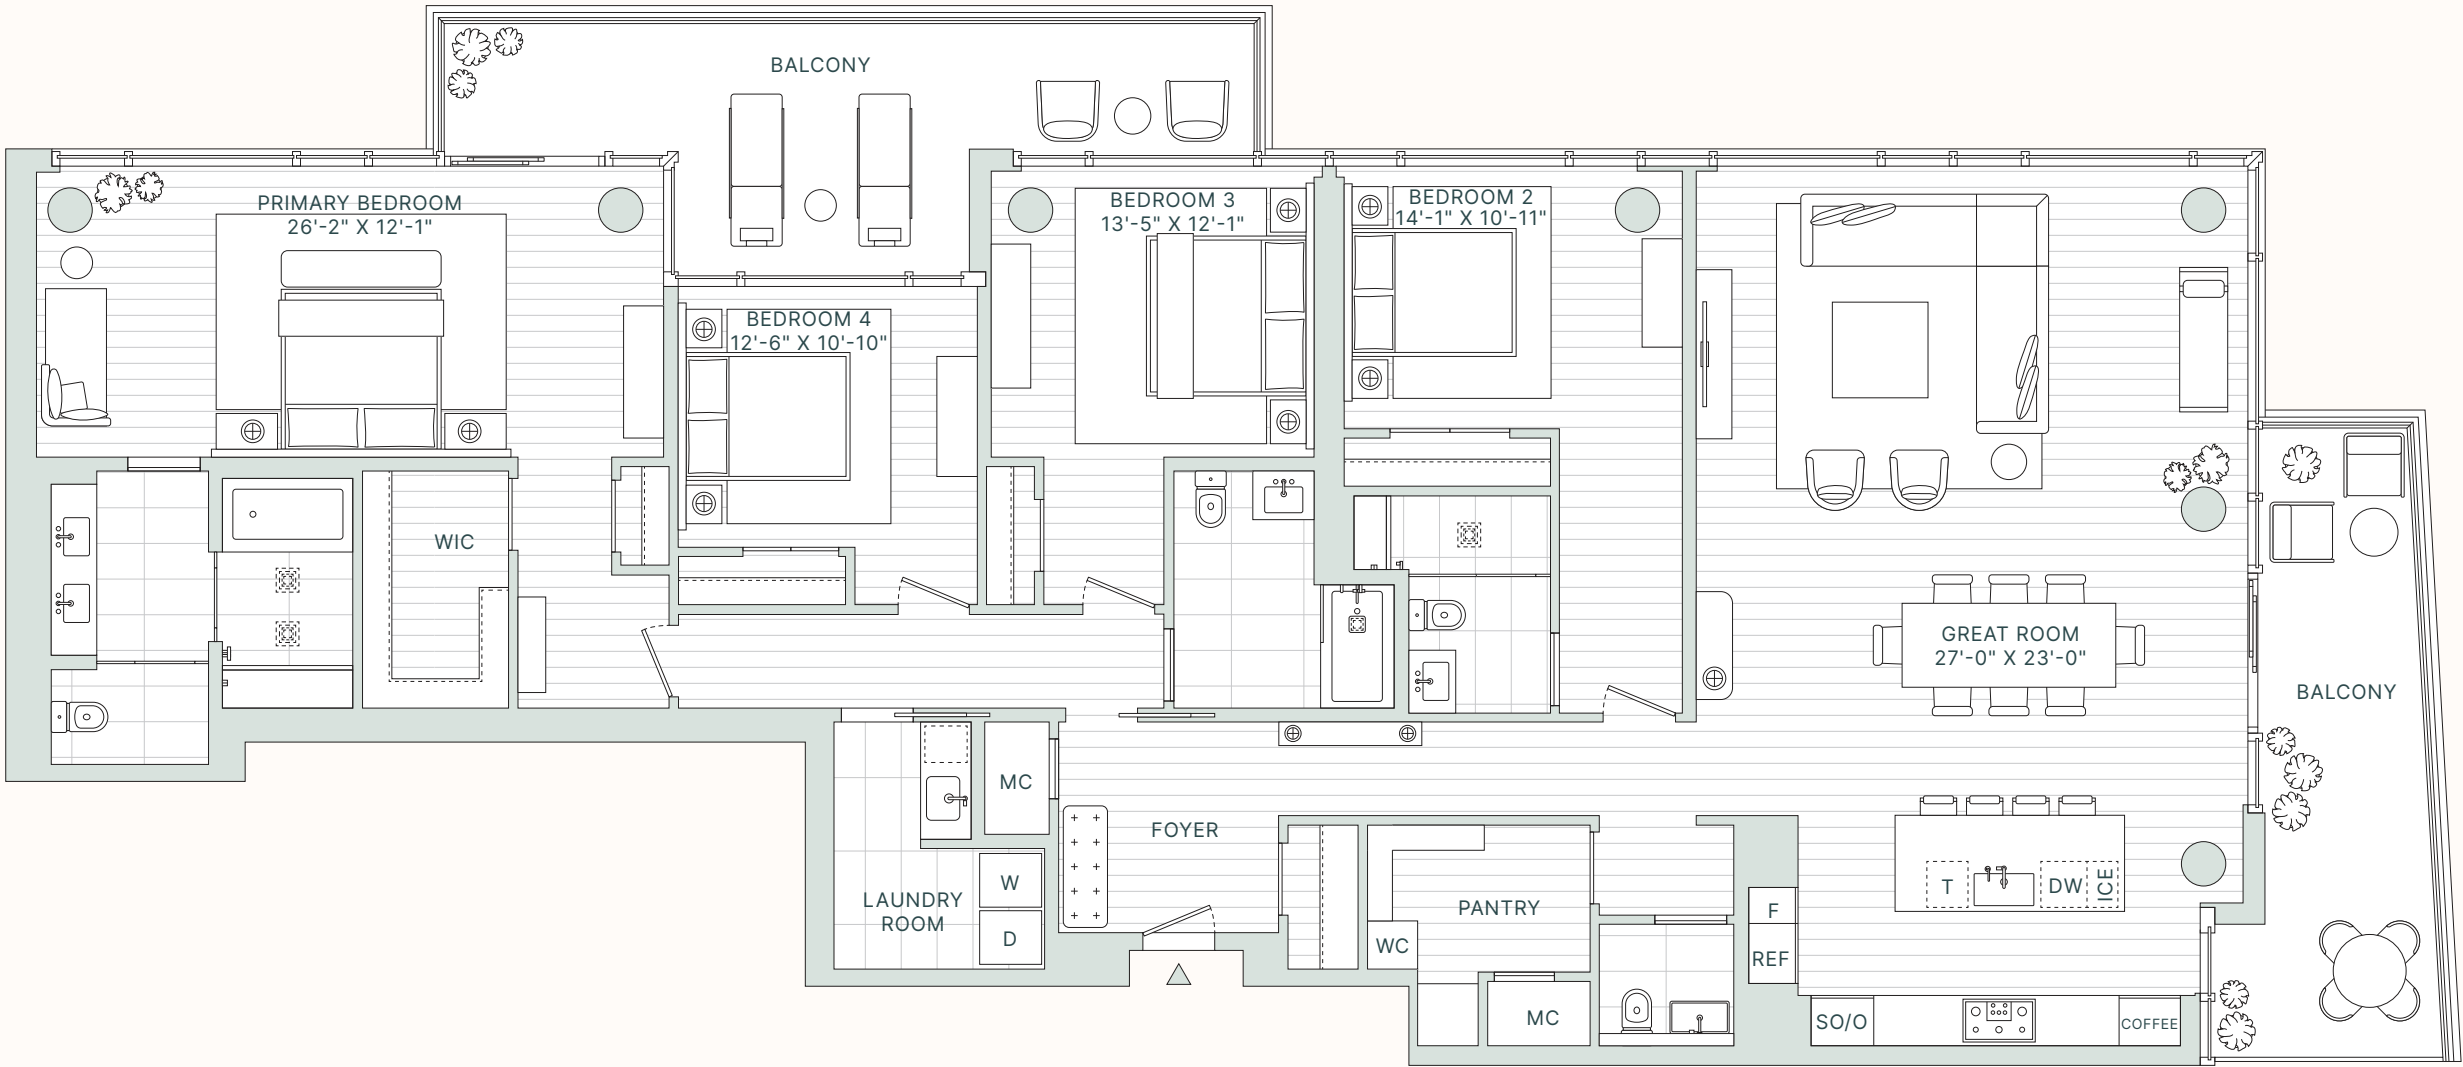 BALCONY
PRIMARY BEDROOM
26'-2" X 12'-1"
BEDROOM 3
13'-5" X 12'-1"
BEDROOM 2
14'-1" X 10'-11"
BEDROOM 4
12'-6" X 10'-10"
WIC
GREAT ROOM
27'-0" X 23'-0"
BALCONY
MC
FOYER
LAUNDRY
ROOM
W
D
PANTRY
WC
MC
F
REF
T
DW
ICE
SO/O
COFFEE